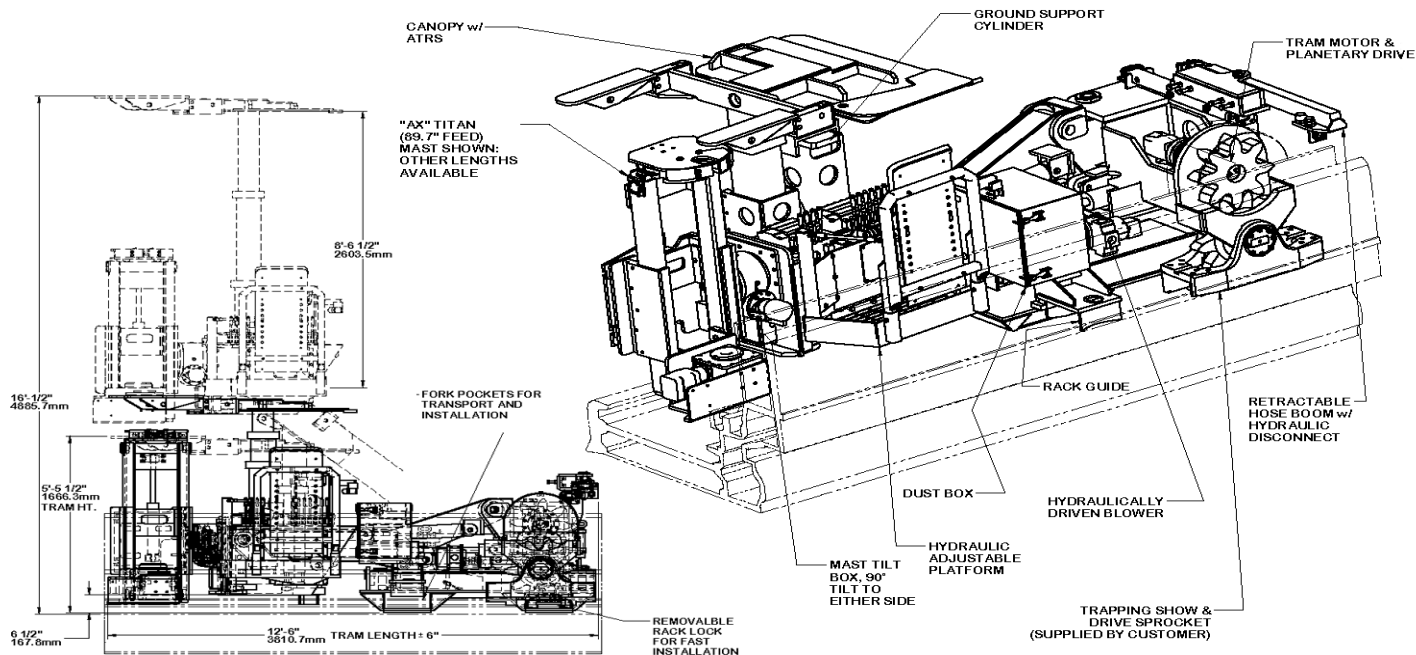 CANOPY w/
ATRS
GROUND SUPPORT
CYLINDER
TRAM MOTOR &
PLANETARY DRIVE
"AX" TITAN
(89.7" FEED)
MAST SHOWN:
OTHER LENGTHS
AVAILABLE
8'-6 1/2"
2603.5mm
16'-1/2"
4885.7mm
-FORK POCKETS FOR
TRANSPORT AND
INSTALLATION
5'-5 1/2"
1666.3mm
TRAM HT.
6 1/2"
167.8mm
12'-6"
3810.7mm
TRAM LENGTH ± 6"
REMOVALBLE
RACK LOCK
FOR FAST
INSTALLATION
RACK GUIDE
RETRACTABLE
HOSE BOOM w/
HYDRAULIC
DISCONNECT
DUST BOX
HYDRAULICALLY
DRIVEN BLOWER
HYDRAULIC
ADJUSTABLE
PLATFORM
MAST TILT
BOX, 90°
TILT TO
EITHER SIDE
TRAPPING SHOW &
DRIVE SPROCKET
(SUPPLIED BY CUSTOMER)